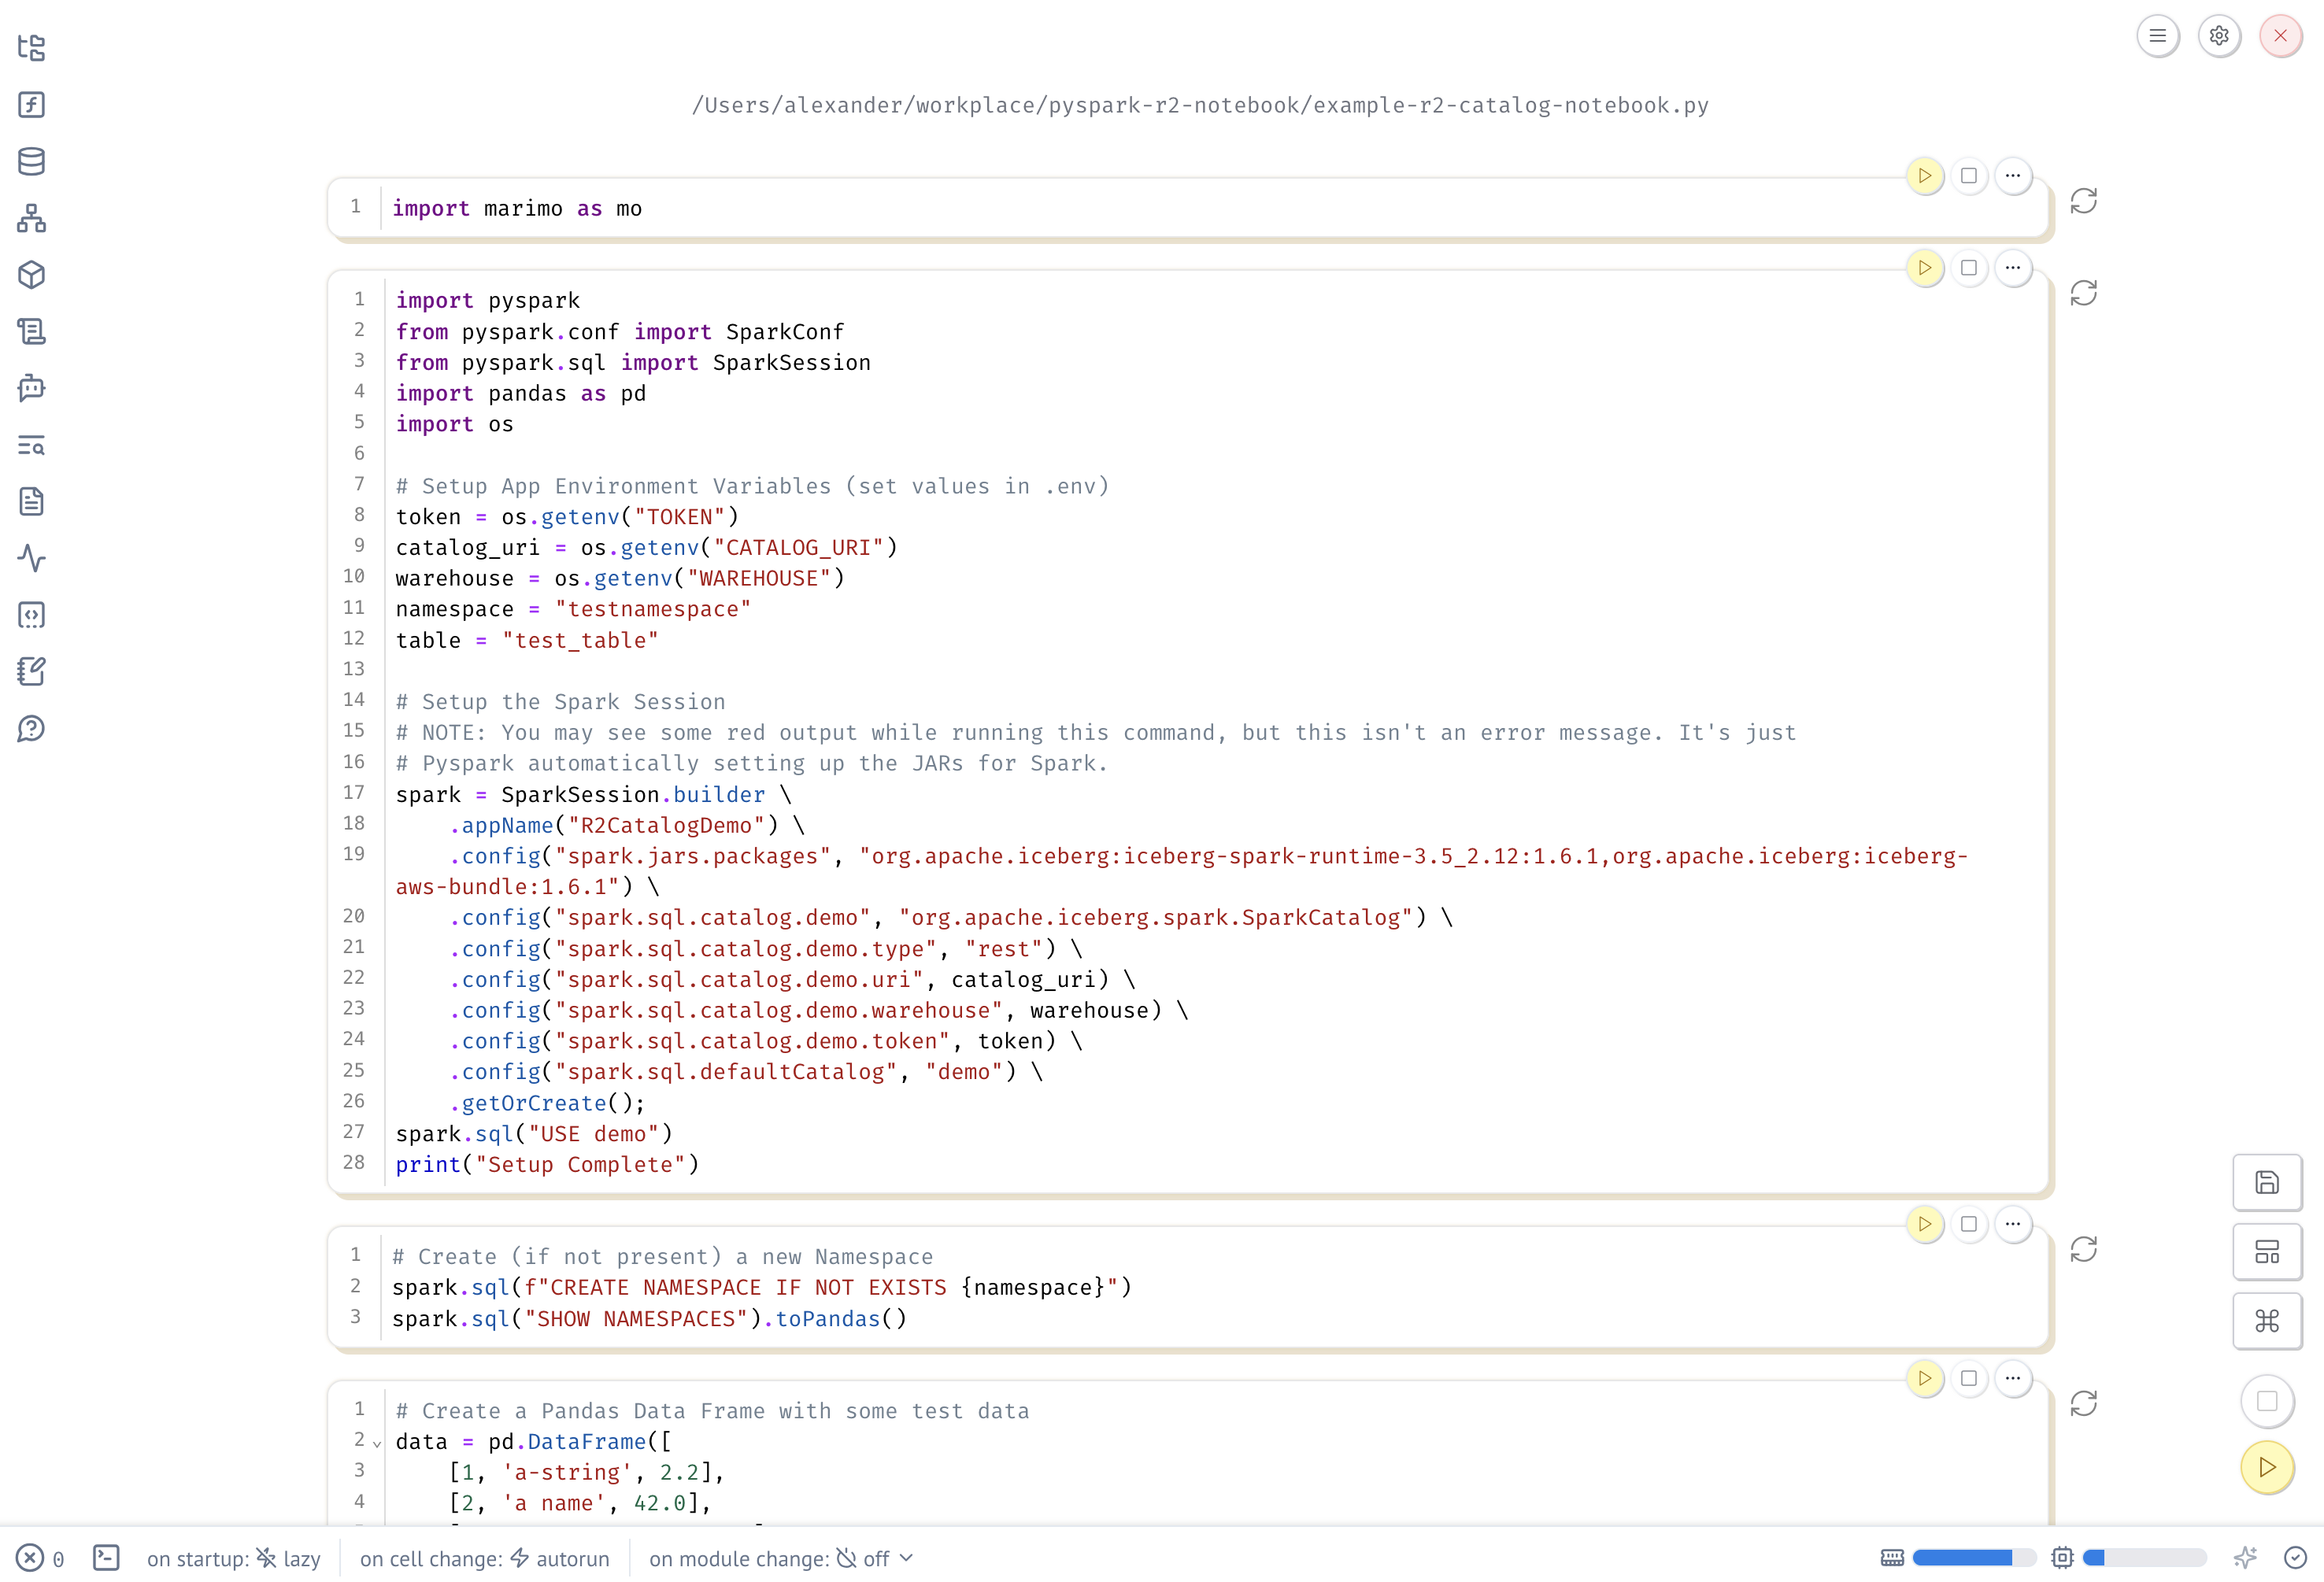 /Users/alexander/workplace/pyspark-r2-notebook/example-r2-catalog-notebook.py
1 import marimo as mo
1 import pyspark
2 from pyspark.conf import SparkConf
3 from pyspark.sql import SparkSession
4 import pandas as pd
5 import os
6
7 # Setup App Environment Variables (set values in .env)
8 token = os.getenv("TOKEN")
9 catalog_uri = os.getenv("CATALOG_URI")
10 warehouse = os.getenv("WAREHOUSE")
11 namespace = "testnamespace"
12 table = "test_table"
13
14 # Setup the Spark Session
15 # NOTE: You may see some red output while running this command, but this isn't an error message. It's just
16 # Pyspark automatically setting up the JARs for Spark.
17 spark = SparkSession.builder \
18     .appName("R2CatalogDemo") \
19     .config("spark.jars.packages", "org.apache.iceberg:iceberg-spark-runtime-3.5_2.12:1.6.1,org.apache.iceberg:iceberg-
aws-bundle:1.6.1") \
20     .config("spark.sql.catalog.demo", "org.apache.iceberg.spark.SparkCatalog") \
21     .config("spark.sql.catalog.demo.type", "rest") \
22     .config("spark.sql.catalog.demo.uri", catalog_uri) \
23     .config("spark.sql.catalog.demo.warehouse", warehouse) \
24     .config("spark.sql.catalog.demo.token", token) \
25     .config("spark.sql.defaultCatalog", "demo") \
26     .getOrCreate();
27 spark.sql("USE demo")
28 print("Setup Complete")
1 # Create (if not present) a new Namespace
2 spark.sql(f"CREATE NAMESPACE IF NOT EXISTS {namespace}")
3 spark.sql("SHOW NAMESPACES").toPandas()
1 # Create a Pandas Data Frame with some test data
2 data = pd.DataFrame([
3     [1, 'a-string', 2.2],
4     [2, 'a name', 42.0],
0 on startup: lazy on cell change: autorun on module change: off